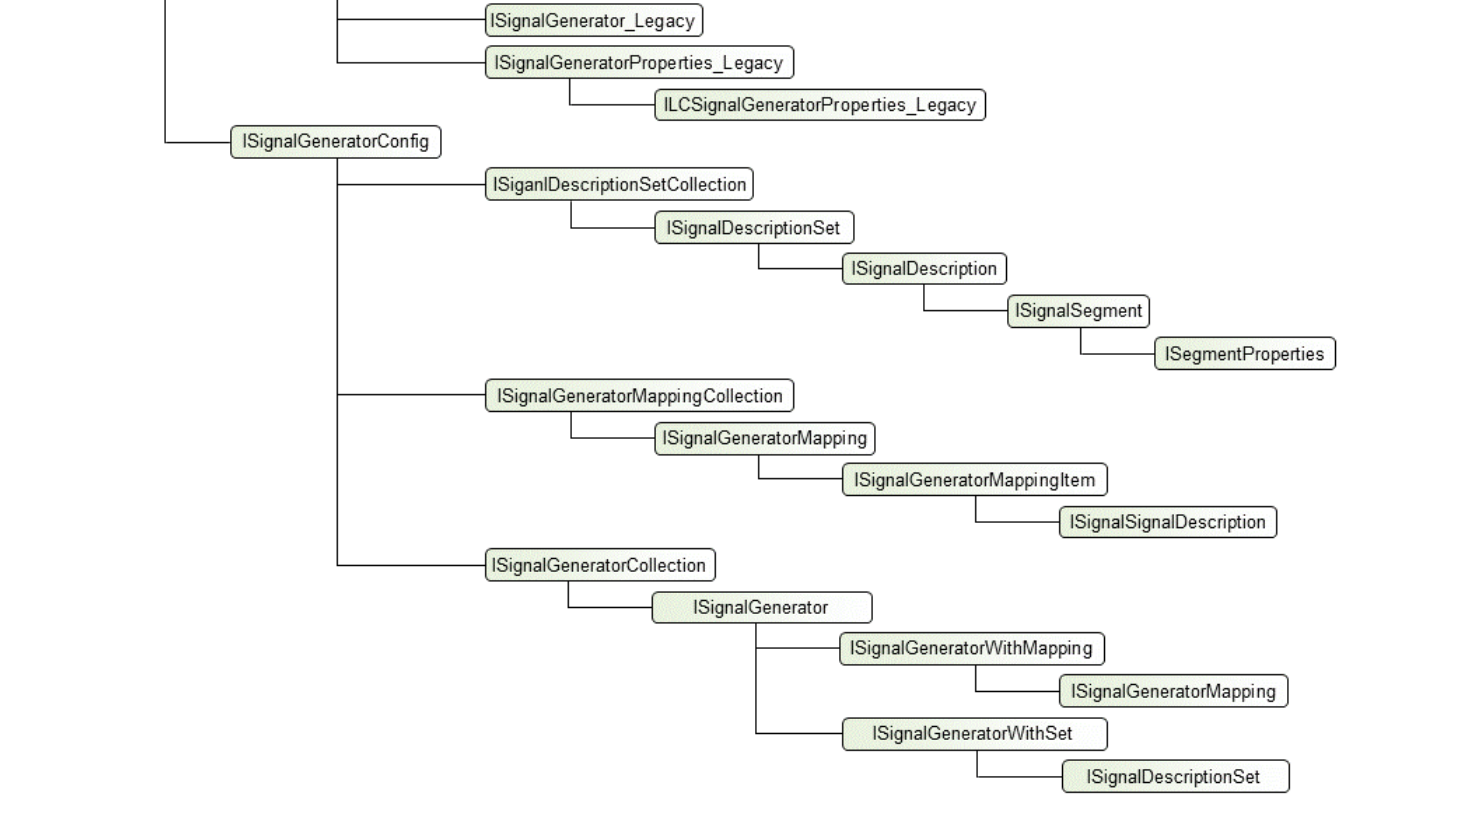 ISignalGenerator_Legacy
ISignalGeneratorProperties_Legacy
ILCSignalGeneratorProperties_Legacy
ISignalGeneratorConfig
ISiganlDescriptionSetCollection
ISignalDescriptionSet
ISignalDescription
ISignalSegment
ISegmentProperties
ISignalGeneratorMappingCollection
ISignalGeneratorMapping
ISignalGeneratorMappingItem
ISignalSignalDescription
ISignalGeneratorCollection
ISignalGenerator
ISignalGeneratorWithMapping
ISignalGeneratorMapping
ISignalGeneratorWithSet
ISignalDescriptionSet